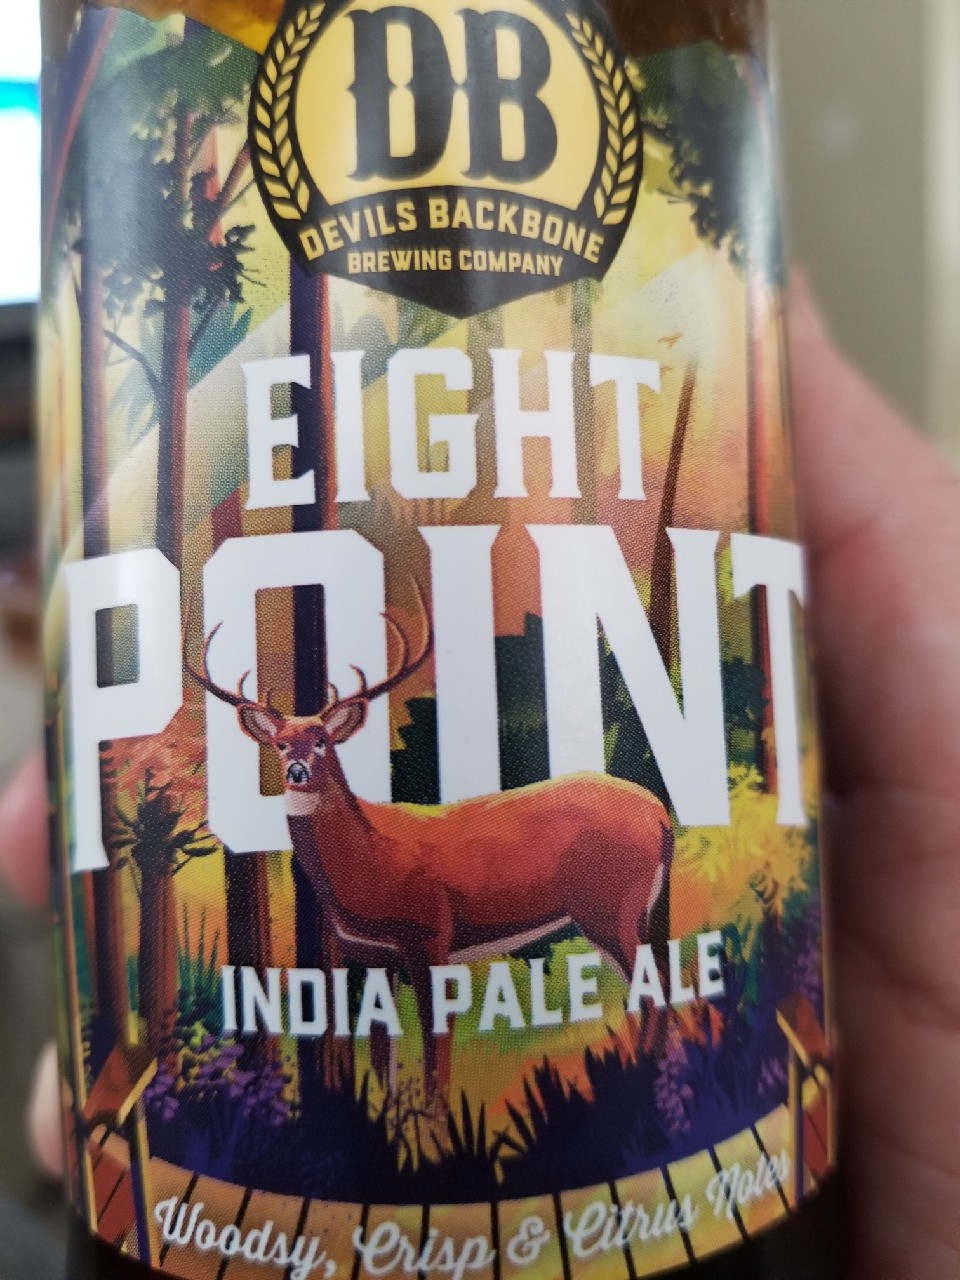 DB
DEVILS BACKBONE
BREWING COMPANY
EIGHT
POINT
INDIA PALE ALE
Woodsy, Crisp & Citrus Notes